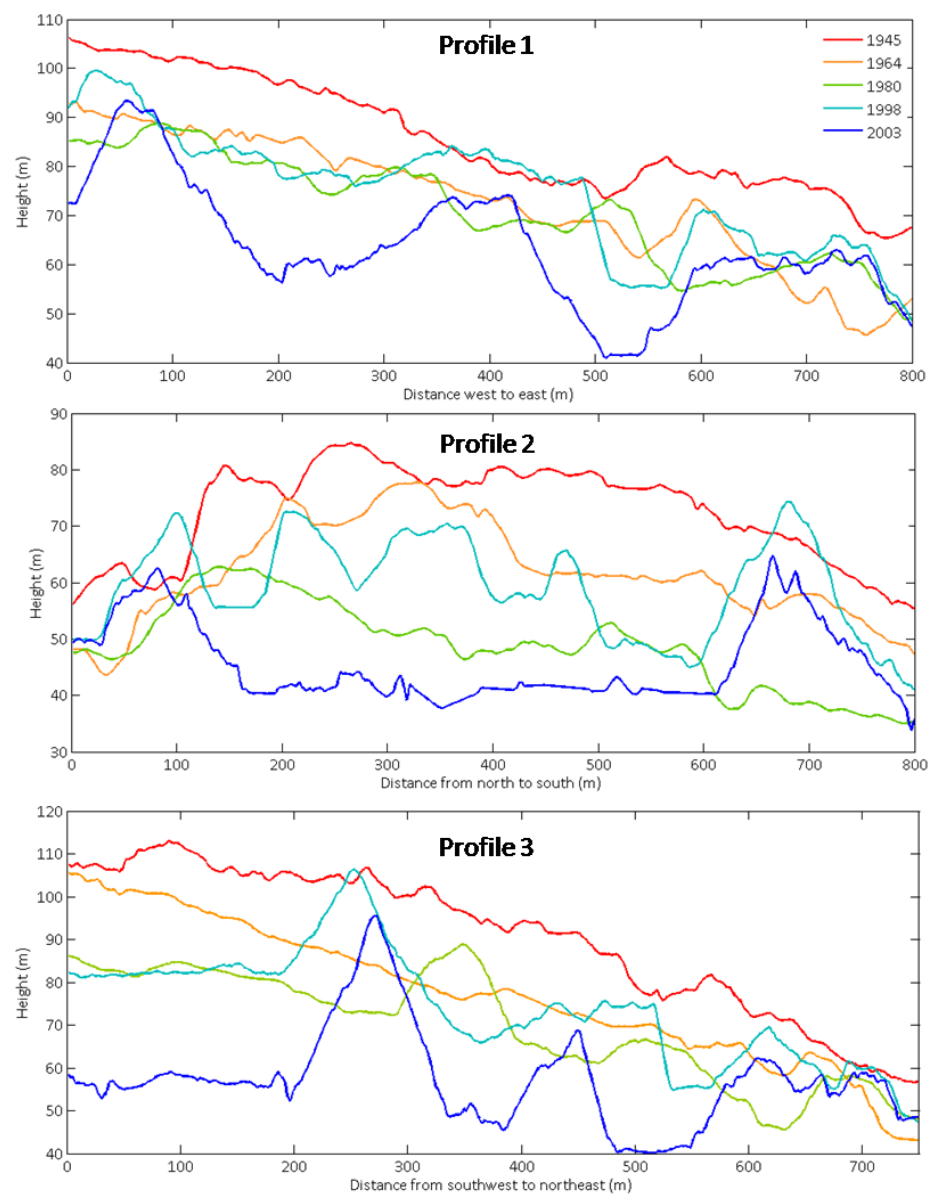 Profile 1
110
100
90
80
70
60
50
40
Height (m)
1945
1964
1980
1998
2003
0 100 200 300 400 500 600 700 800
Distance west to east (m)
Profile 2
90
80
70
60
50
40
30
Height (m)
0 100 200 300 400 500 600 700 800
Distance from north to south (m)
Profile 3
120
110
100
90
80
70
60
50
40
Height (m)
0 100 200 300 400 500 600 700
Distance from southwest to northeast (m)